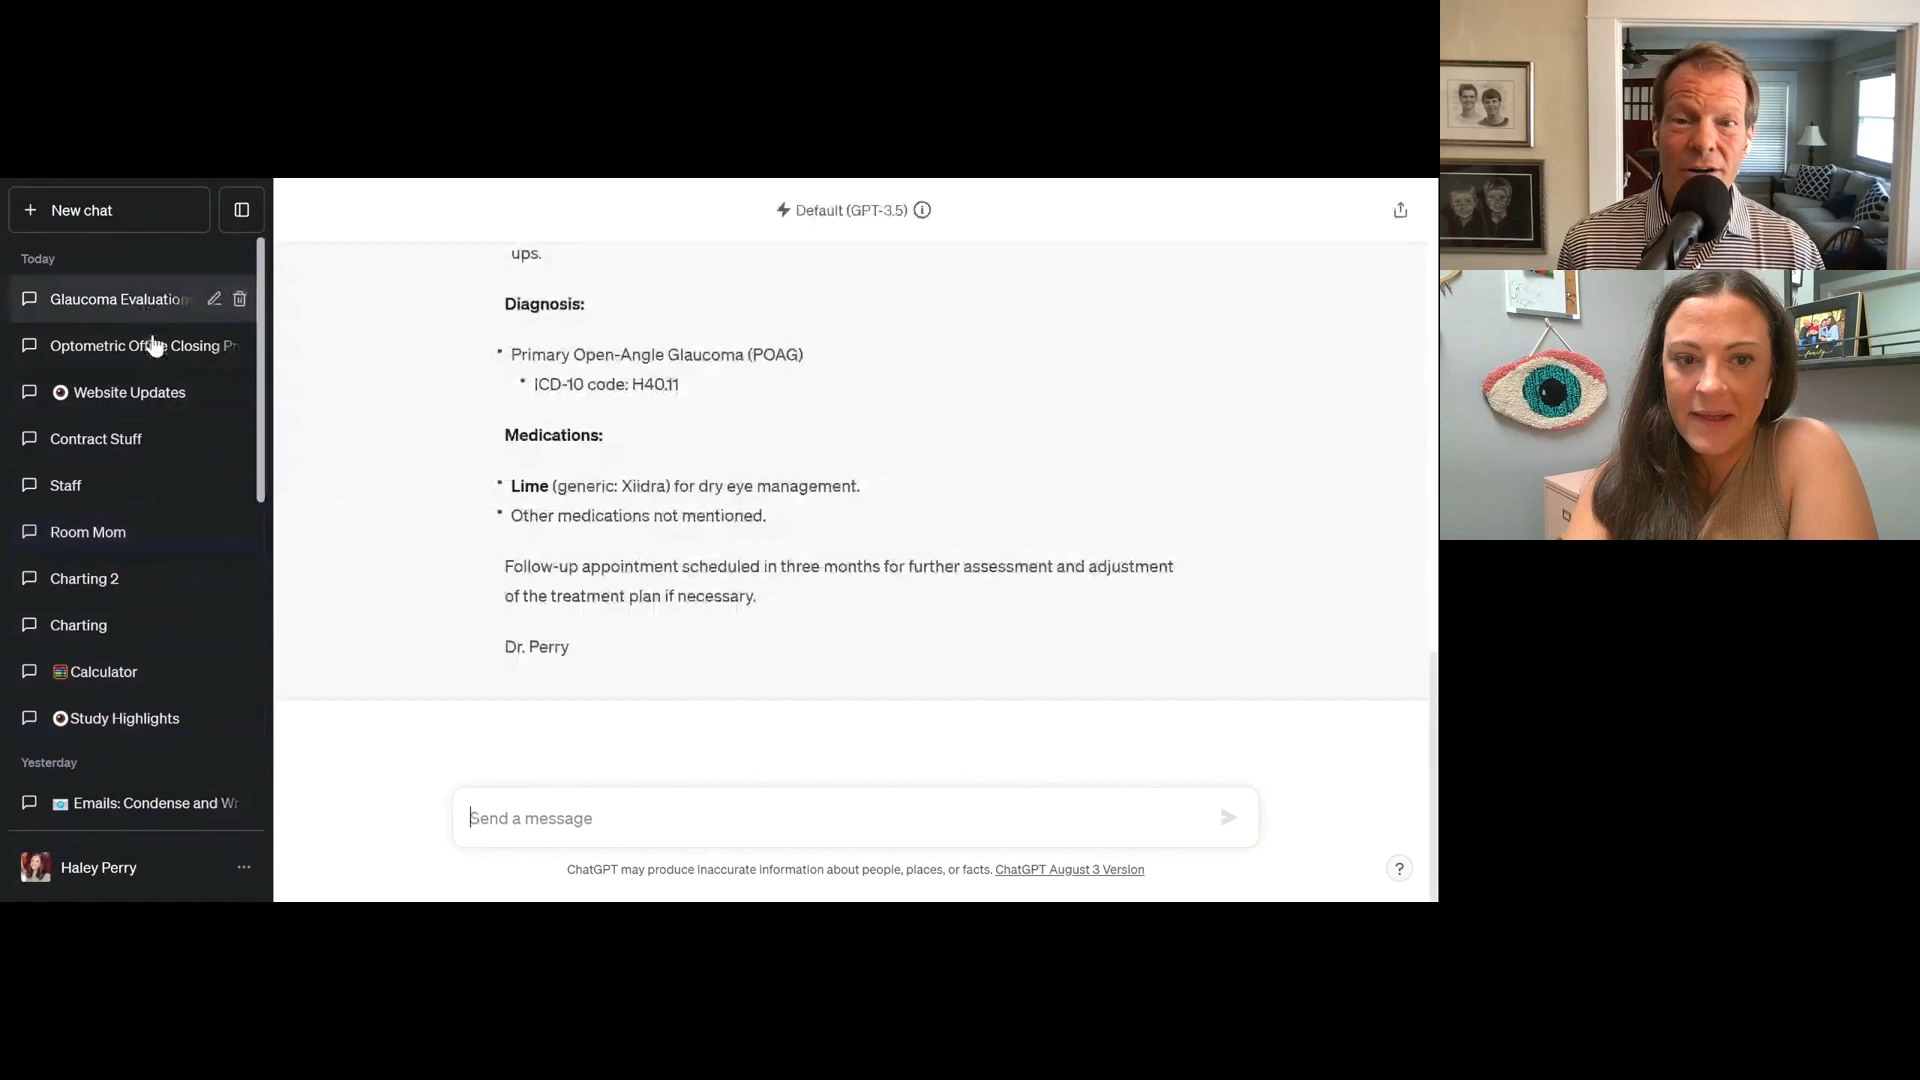 New chat
Today
Glaucoma Evaluation
Optometric Office Closing Pr
Website Updates
Contract Stuff
Staff
Room Mom
Charting 2
Charting
Calculator
Study Highlights
Yesterday
Emails: Condense and Wr
Haley Perry
Default (GPT-3.5)
ups.
Diagnosis:
Primary Open-Angle Glaucoma (POAG)
ICD-10 code: H40.11
Medications:
Lime (generic: Xiidra) for dry eye management.
Other medications not mentioned.
Follow-up appointment scheduled in three months for further assessment and adjustment
of the treatment plan if necessary.
Dr. Perry
Send a message
ChatGPT may produce inaccurate information about people, places, or facts. ChatGPT August 3 Version
?
family